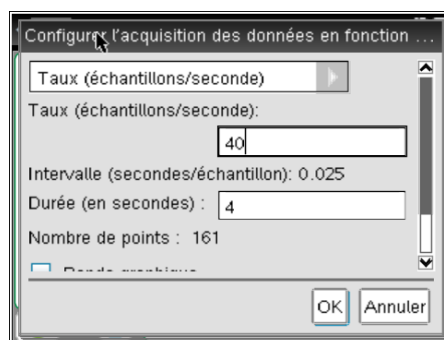 Configurer l'acquisition des données en fonction ...
Taux (échantillons/seconde)
Taux (échantillons/seconde):
40
Intervalle (secondes/échantillon): 0.025
Durée (en secondes) : 4
Nombre de points : 161
OK Annuler